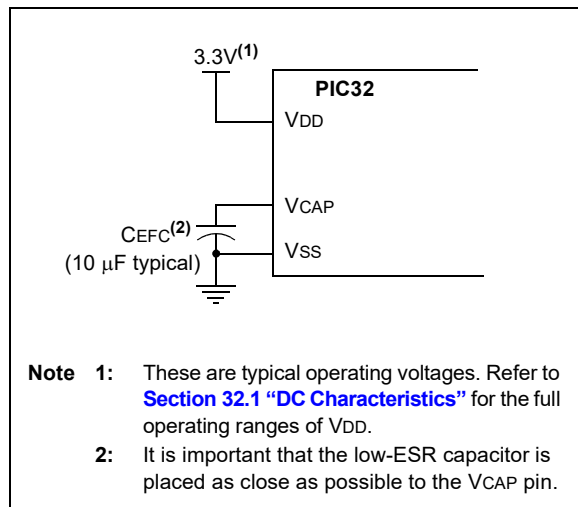 3.3V(1)
PIC32
VDD
VCAP
CEFC(2)
(10 μF typical)
VSS
Note 1: These are typical operating voltages. Refer to
Section 32.1 “DC Characteristics” for the full
operating ranges of VDD.
2: It is important that the low-ESR capacitor is
placed as close as possible to the VCAP pin.